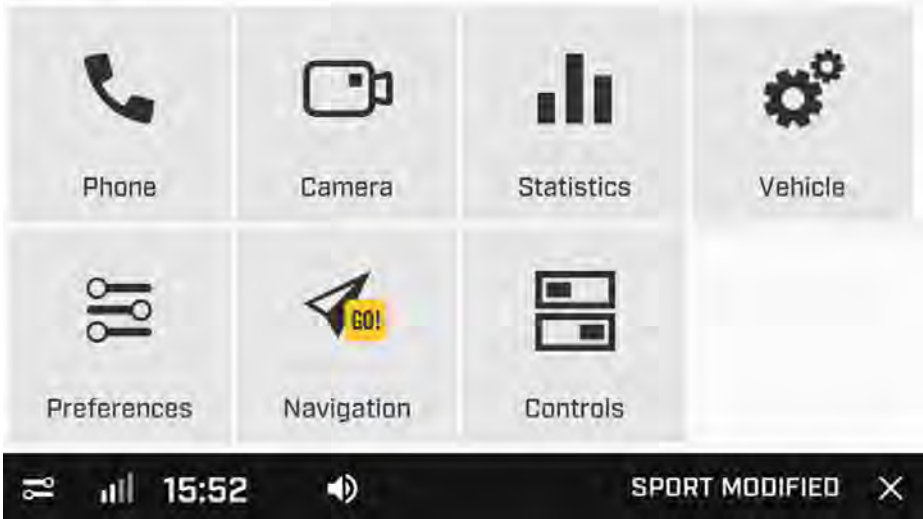 Phone
Camera
Statistics
Vehicle
Preferences
GO!
Navigation
Controls
15:52
SPORT MODIFIED